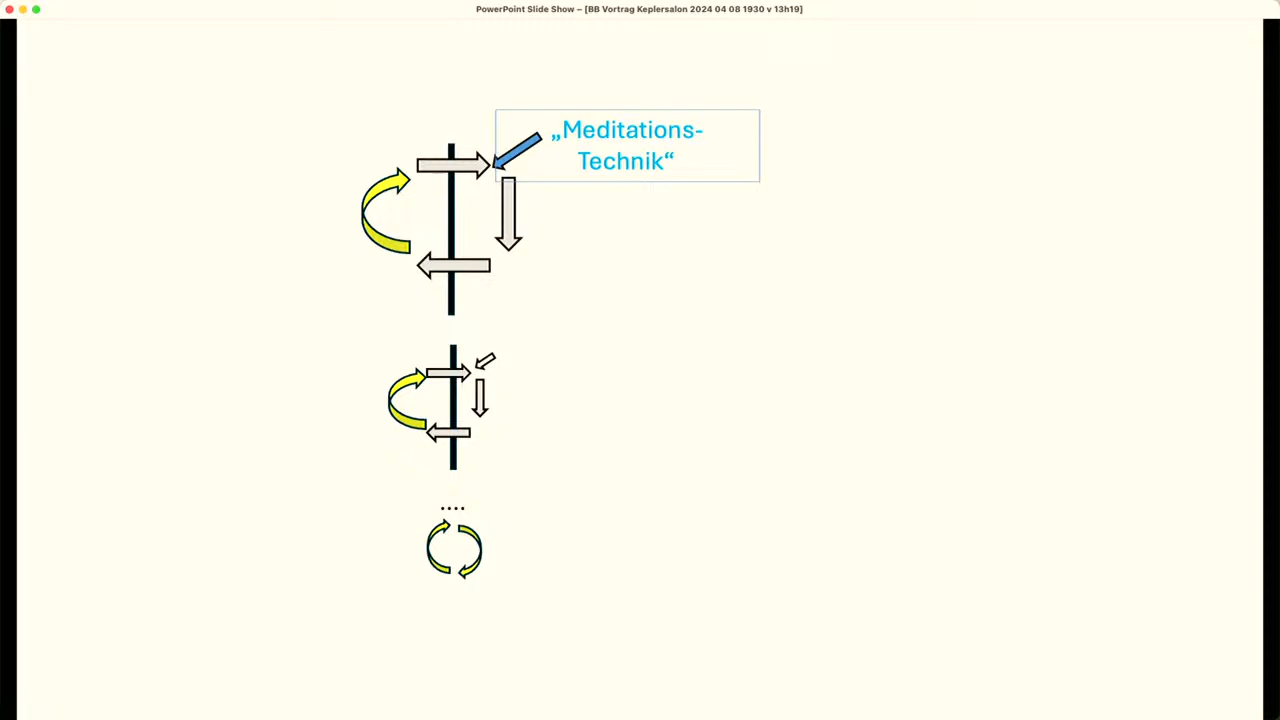 PowerPoint Slide Show – [BB Vortrag Keplersalon 2024 04 08 1930 v 13h19]
„Meditations-
Technik“
....